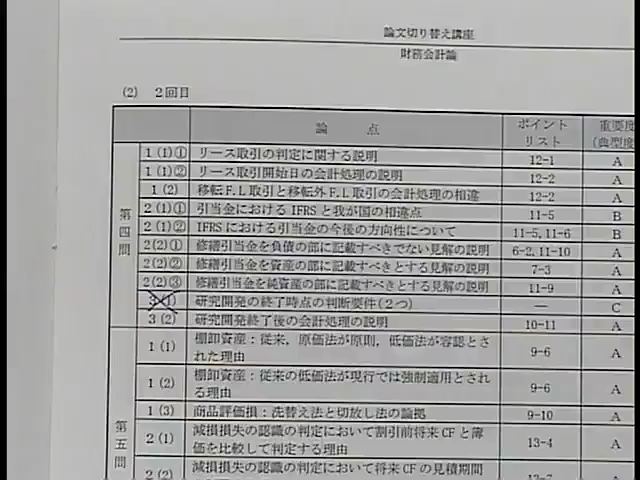 論文切り替え講座
財務会計論
(2) 2回目
論点 ポイントリスト 重要度(典型度
第四問
1 (1)① リース取引の判定に関する説明 12-1 A
1 (1)② リース取引開始日の会計処理の説明 12-2 A
1 (2) 移転F.L取引と移転外F.L取引の会計処理の相違 12-2 A
2 (1)① 引当金におけるIFRSと我が国の相違点 11-5 B
2 (1)② IFRSにおける引当金の今後の方向性について 11-5, 11-6 B
2 (2)① 修繕引当金を負債の部に記載すべきでない見解の説明 6-2, 11-10 A
2 (2)② 修繕引当金を資産の部に記載すべきとする見解の説明 7-3 A
2 (2)③ 修繕引当金を純資産の部に記載すべきとする見解の説明 11-9 A
3 (1) 研究開発の終了時点の判断要件(2つ) — C
3 (2) 研究開発終了後の会計処理の説明 10-11 A
第五問
1 (1) 棚卸資産：従来，原価法が原則，低価法が容認とされた理由 9-6 A
1 (2) 棚卸資産：従来の低価法が現行では強制適用とされる理由 9-6 A
1 (3) 商品評価損：洗替え法と切放し法の論拠 9-10 A
2 (1) 減損損失の認識の判定において割引前将来CFと簿価を比較して判定する理由 13-4 A
2 (2) 減損損失の認識の判定において将来CFの見積期間